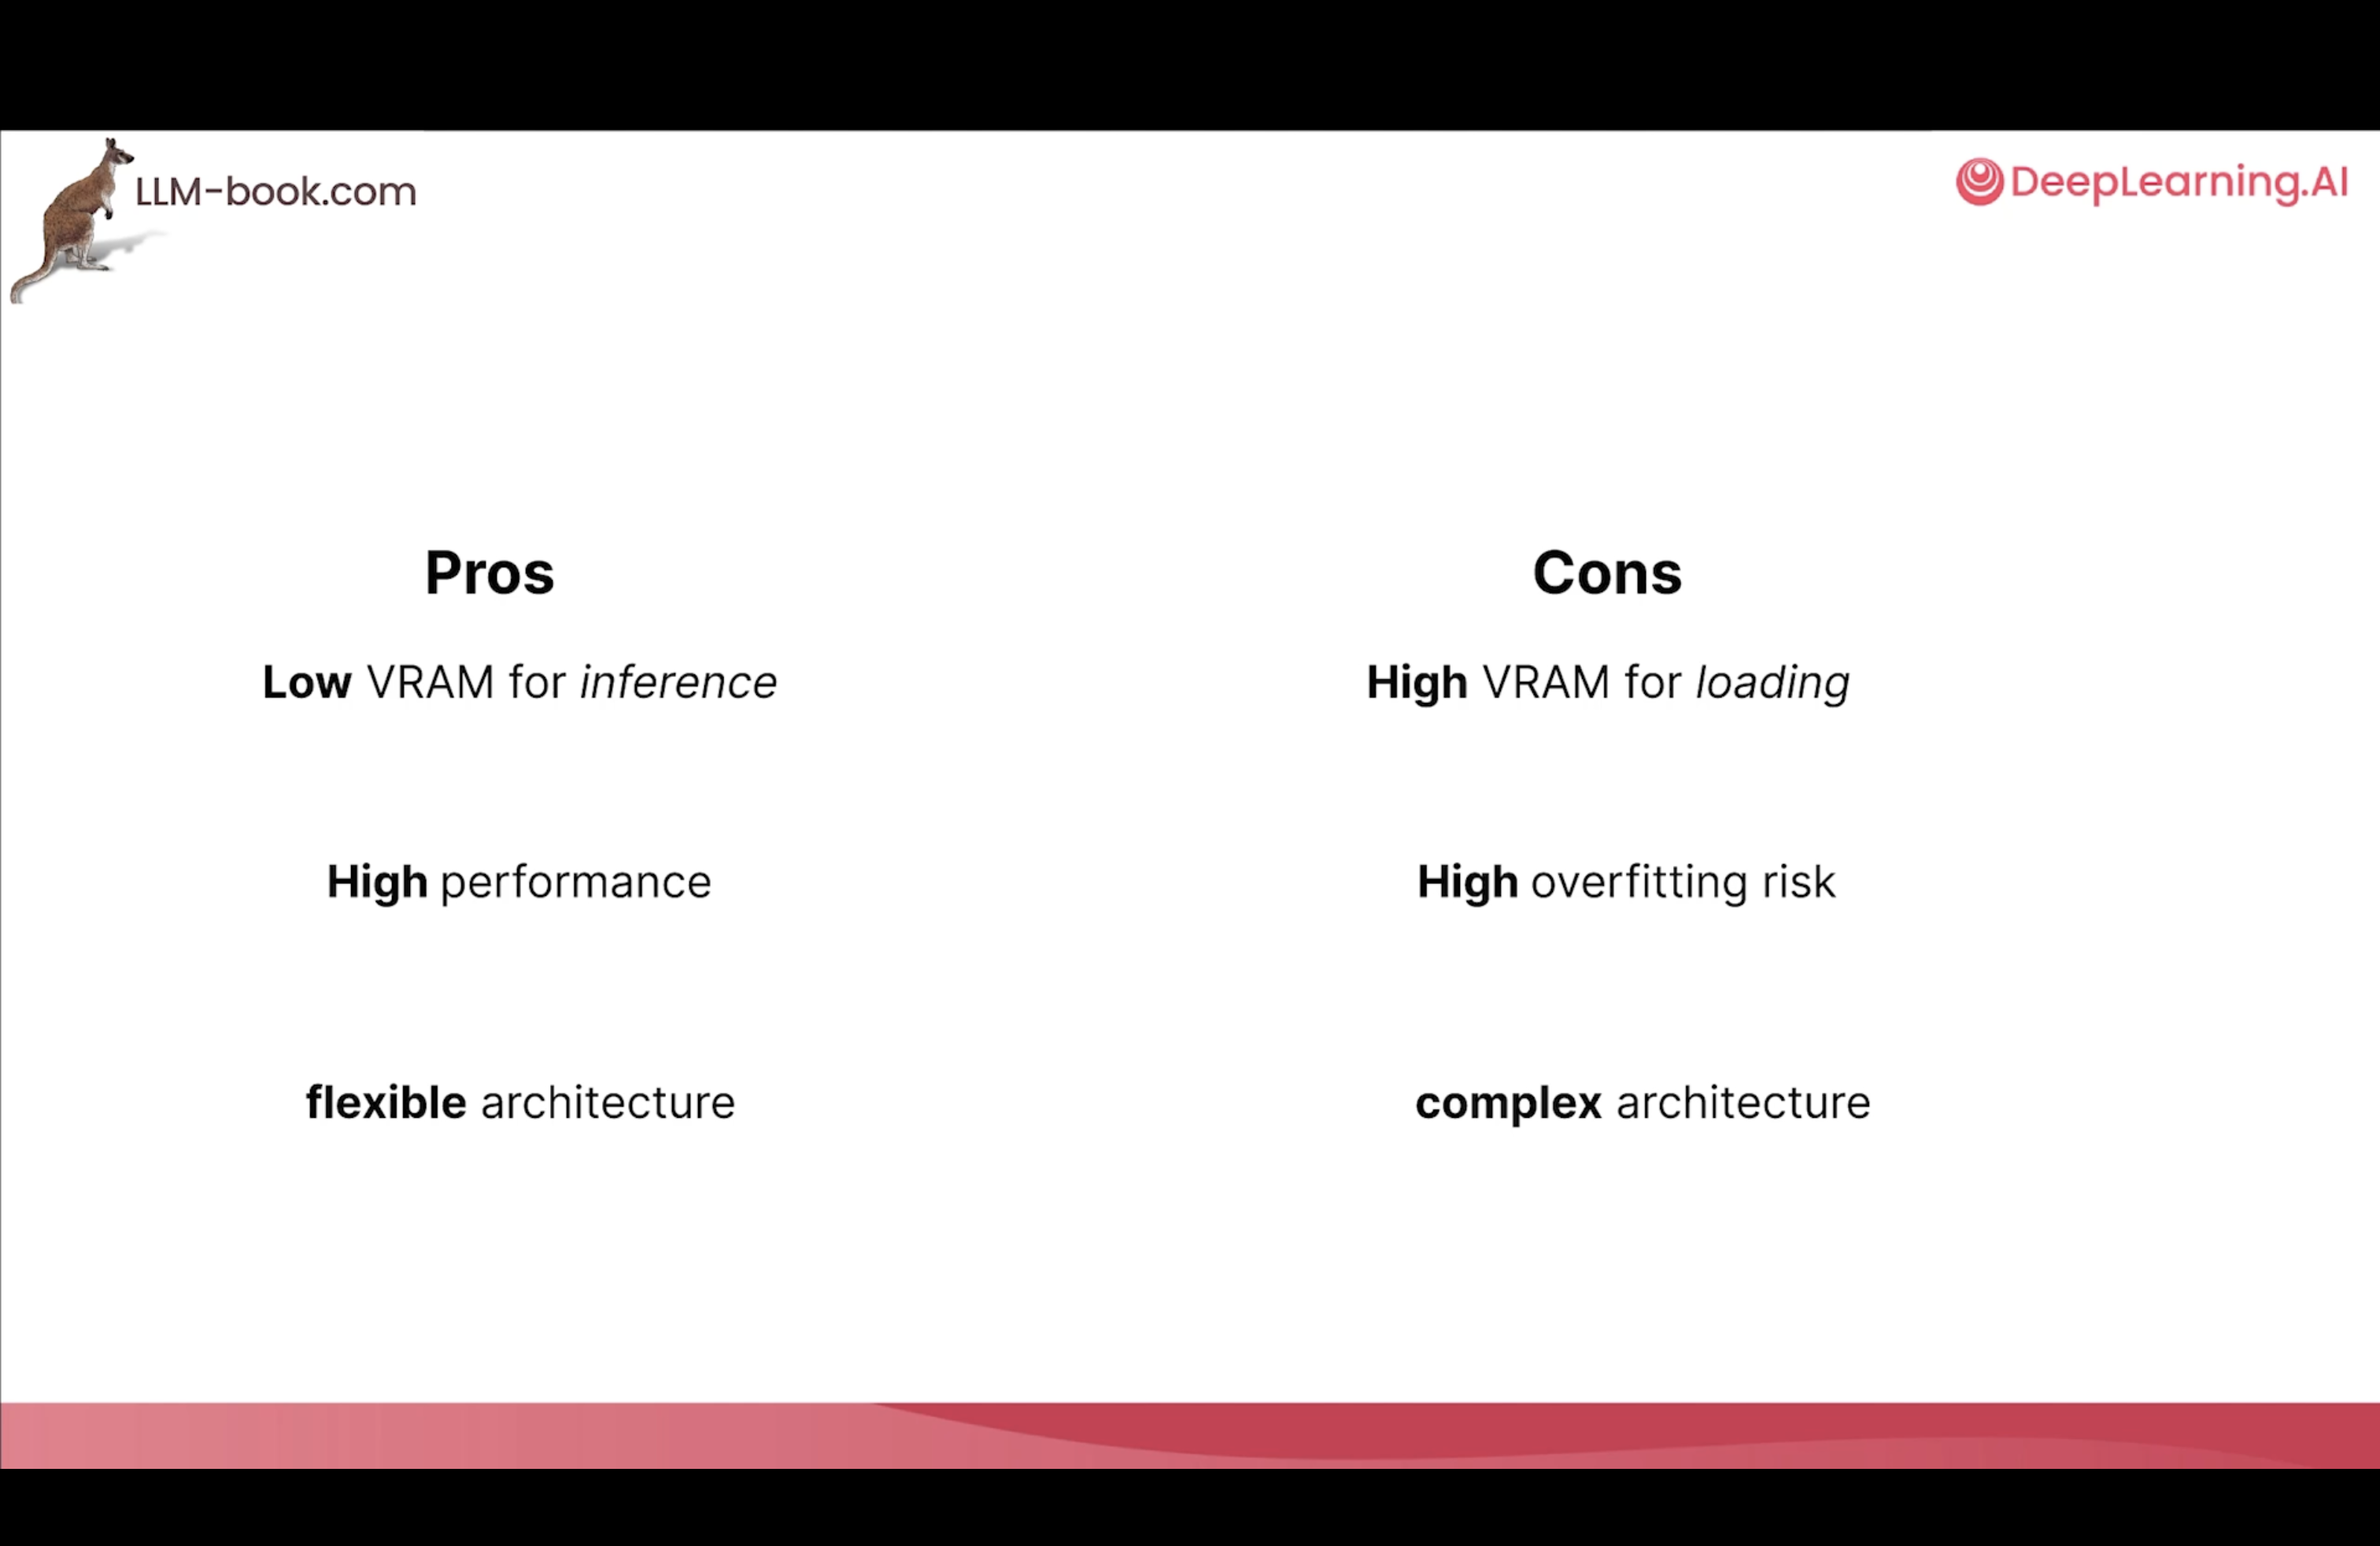 LLM-book.com
DeepLearning.AI
Pros
Low VRAM for inference
High performance
flexible architecture
Cons
High VRAM for loading
High overfitting risk
complex architecture